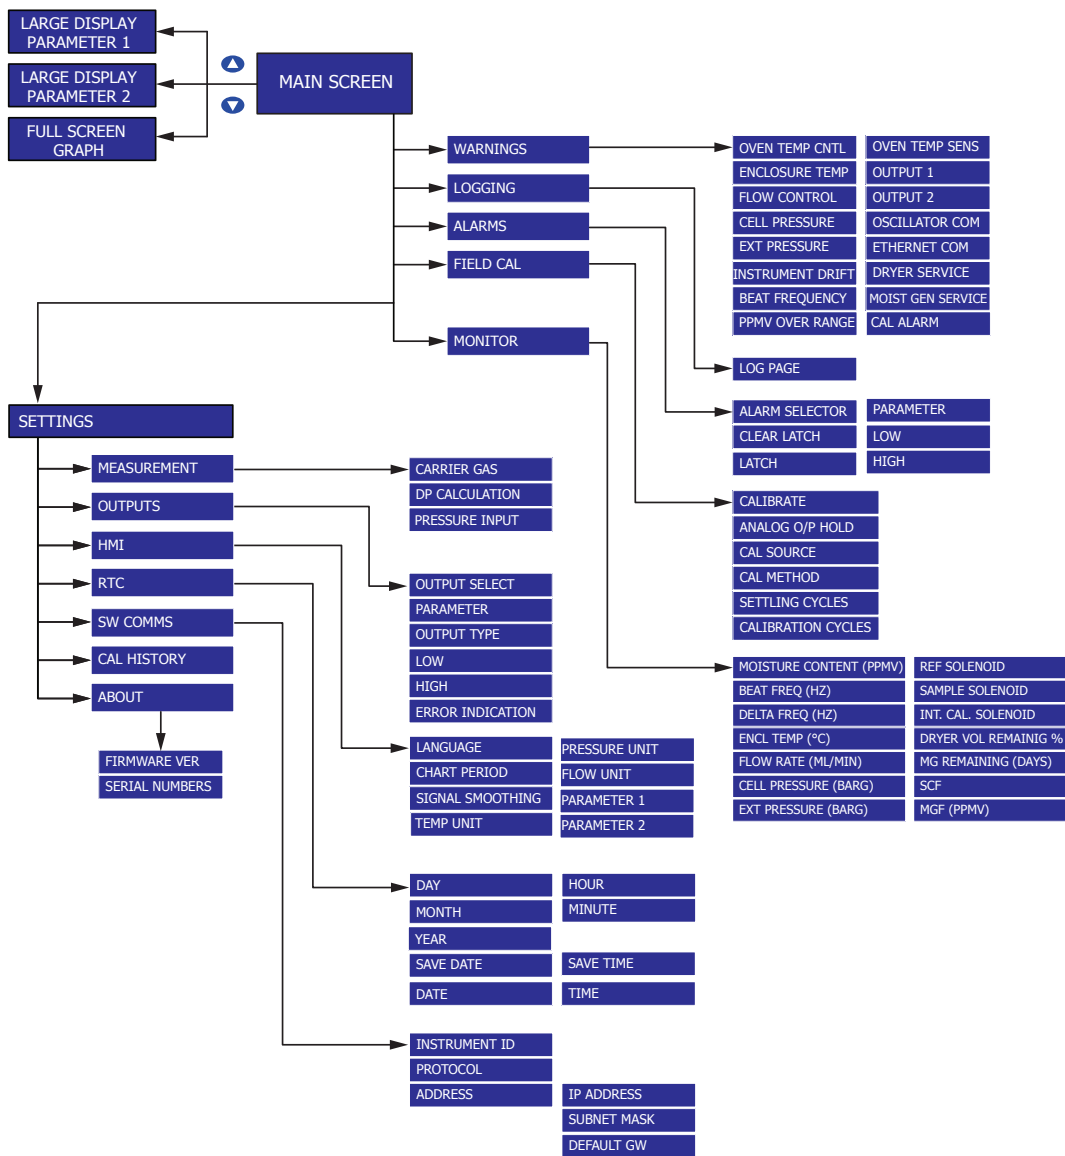 LARGE DISPLAY
PARAMETER 1
LARGE DISPLAY
PARAMETER 2
FULL SCREEN
GRAPH
MAIN SCREEN
WARNINGS
LOGGING
ALARMS
FIELD CAL
MONITOR
OVEN TEMP CNTL
OVEN TEMP SENS
ENCLOSURE TEMP
OUTPUT 1
FLOW CONTROL
OUTPUT 2
CELL PRESSURE
OSCILLATOR COM
EXT PRESSURE
ETHERNET COM
INSTRUMENT DRIFT
DRYER SERVICE
BEAT FREQUENCY
MOIST GEN SERVICE
PPMV OVER RANGE
CAL ALARM
LOG PAGE
ALARM SELECTOR
PARAMETER
CLEAR LATCH
LOW
LATCH
HIGH
CALIBRATE
ANALOG O/P HOLD
CAL SOURCE
CAL METHOD
SETTLING CYCLES
CALIBRATION CYCLES
MOISTURE CONTENT (PPMV)
REF SOLENOID
BEAT FREQ (HZ)
SAMPLE SOLENOID
DELTA FREQ (HZ)
INT. CAL. SOLENOID
ENCL TEMP (°C)
DRYER VOL REMAINIG %
FLOW RATE (ML/MIN)
MG REMAINING (DAYS)
CELL PRESSURE (BARG)
SCF
EXT PRESSURE (BARG)
MGF (PPMV)
SETTINGS
MEASUREMENT
OUTPUTS
HMI
RTC
SW COMMS
CAL HISTORY
ABOUT
FIRMWARE VER
SERIAL NUMBERS
CARRIER GAS
DP CALCULATION
PRESSURE INPUT
OUTPUT SELECT
PARAMETER
OUTPUT TYPE
LOW
HIGH
ERROR INDICATION
LANGUAGE
PRESSURE UNIT
CHART PERIOD
FLOW UNIT
SIGNAL SMOOTHING
PARAMETER 1
TEMP UNIT
PARAMETER 2
DAY
HOUR
MONTH
MINUTE
YEAR
SAVE DATE
SAVE TIME
DATE
TIME
INSTRUMENT ID
PROTOCOL
ADDRESS
IP ADDRESS
SUBNET MASK
DEFAULT GW